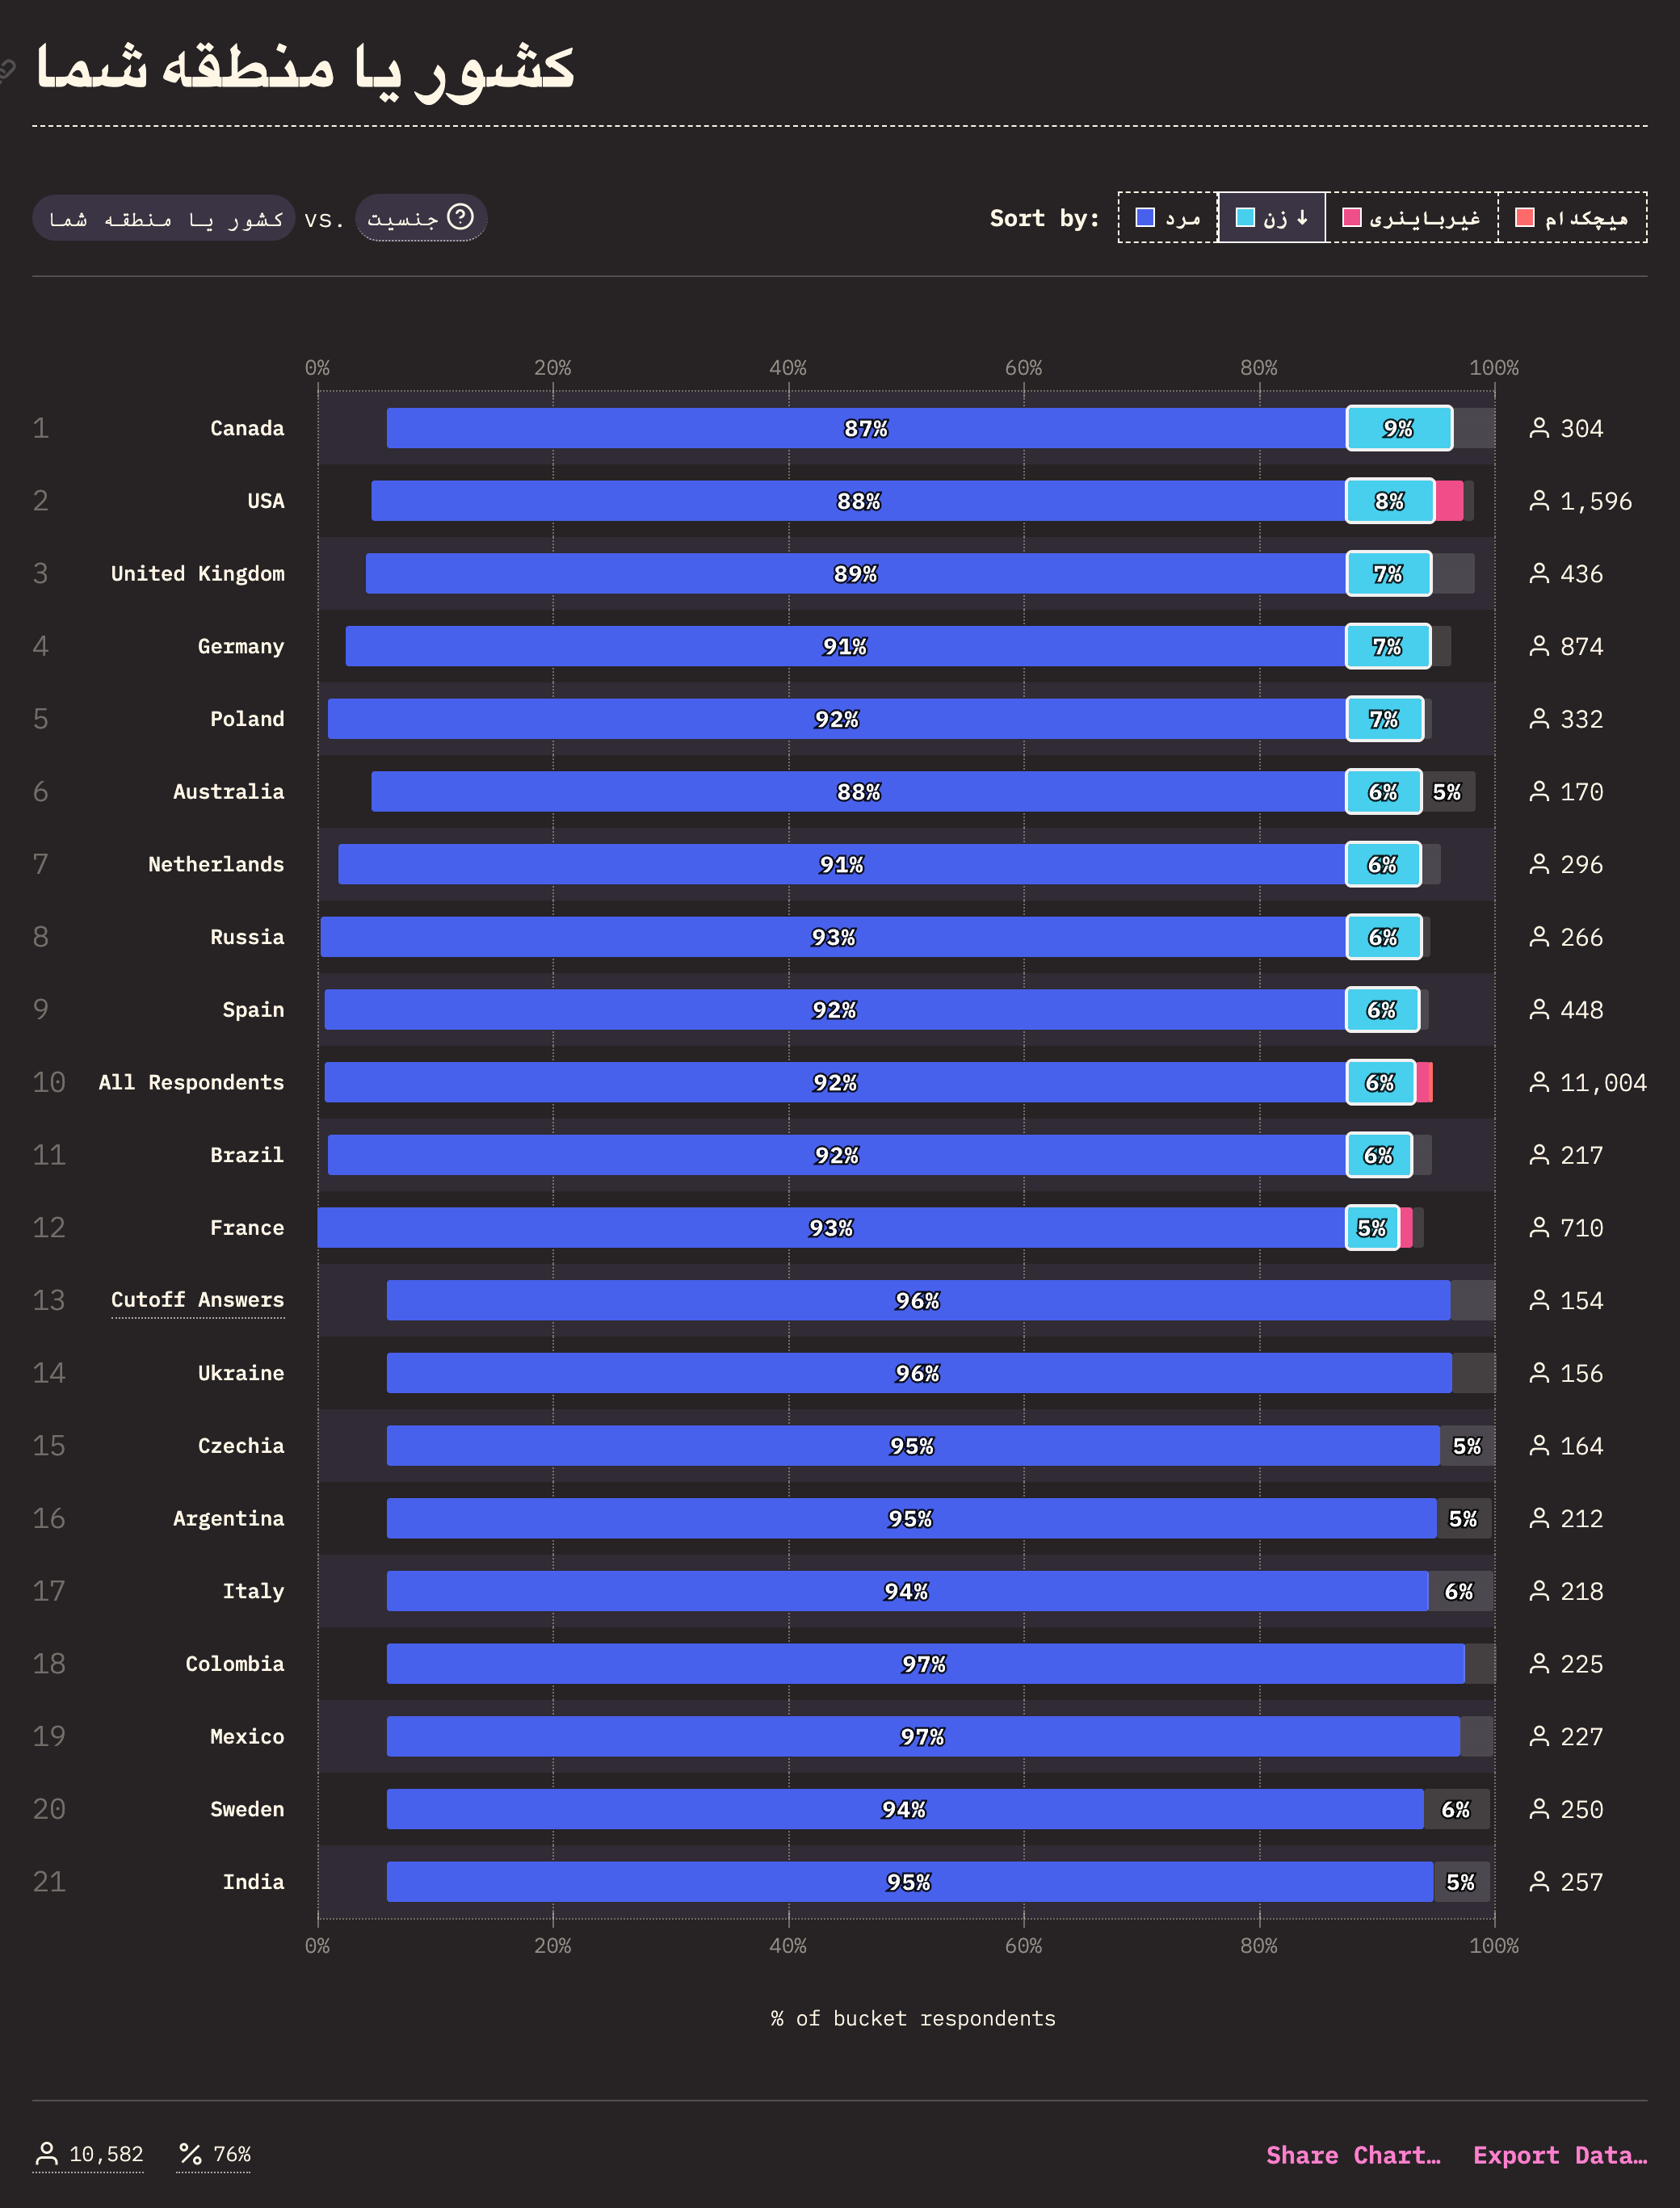 کشور یا منطقه شما
کشور یا منطقه شما vs. جنسیت ?
Sort by: مرد زن ↓ غیرباینری هیچکدام
0% 20% 40% 60% 80% 100%
1 Canada 87% 9% 304
2 USA 88% 8% 1,596
3 United Kingdom 89% 7% 436
4 Germany 91% 7% 874
5 Poland 92% 7% 332
6 Australia 88% 6% 5% 170
7 Netherlands 91% 6% 296
8 Russia 93% 6% 266
9 Spain 92% 6% 448
10 All Respondents 92% 6% 11,004
11 Brazil 92% 6% 217
12 France 93% 5% 710
13 Cutoff Answers 96% 154
14 Ukraine 96% 156
15 Czechia 95% 5% 164
16 Argentina 95% 5% 212
17 Italy 94% 6% 218
18 Colombia 97% 225
19 Mexico 97% 227
20 Sweden 94% 6% 250
21 India 95% 5% 257
0% 20% 40% 60% 80% 100%
% of bucket respondents
10,582 % 76% Share Chart… Export Data…